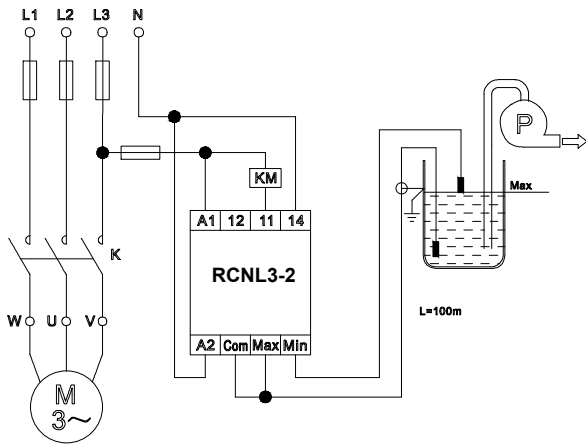 L1 L2 L3 N
P
KM
Max
A1 12 11 14
K
RCNL3-2
L=100m
W U V
A2 Com Max Min
M
3~